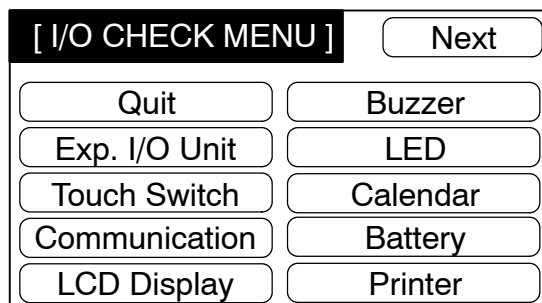 [ I/O CHECK MENU ] Next
Quit Buzzer
Exp. I/O Unit LED
Touch Switch Calendar
Communication Battery
LCD Display Printer